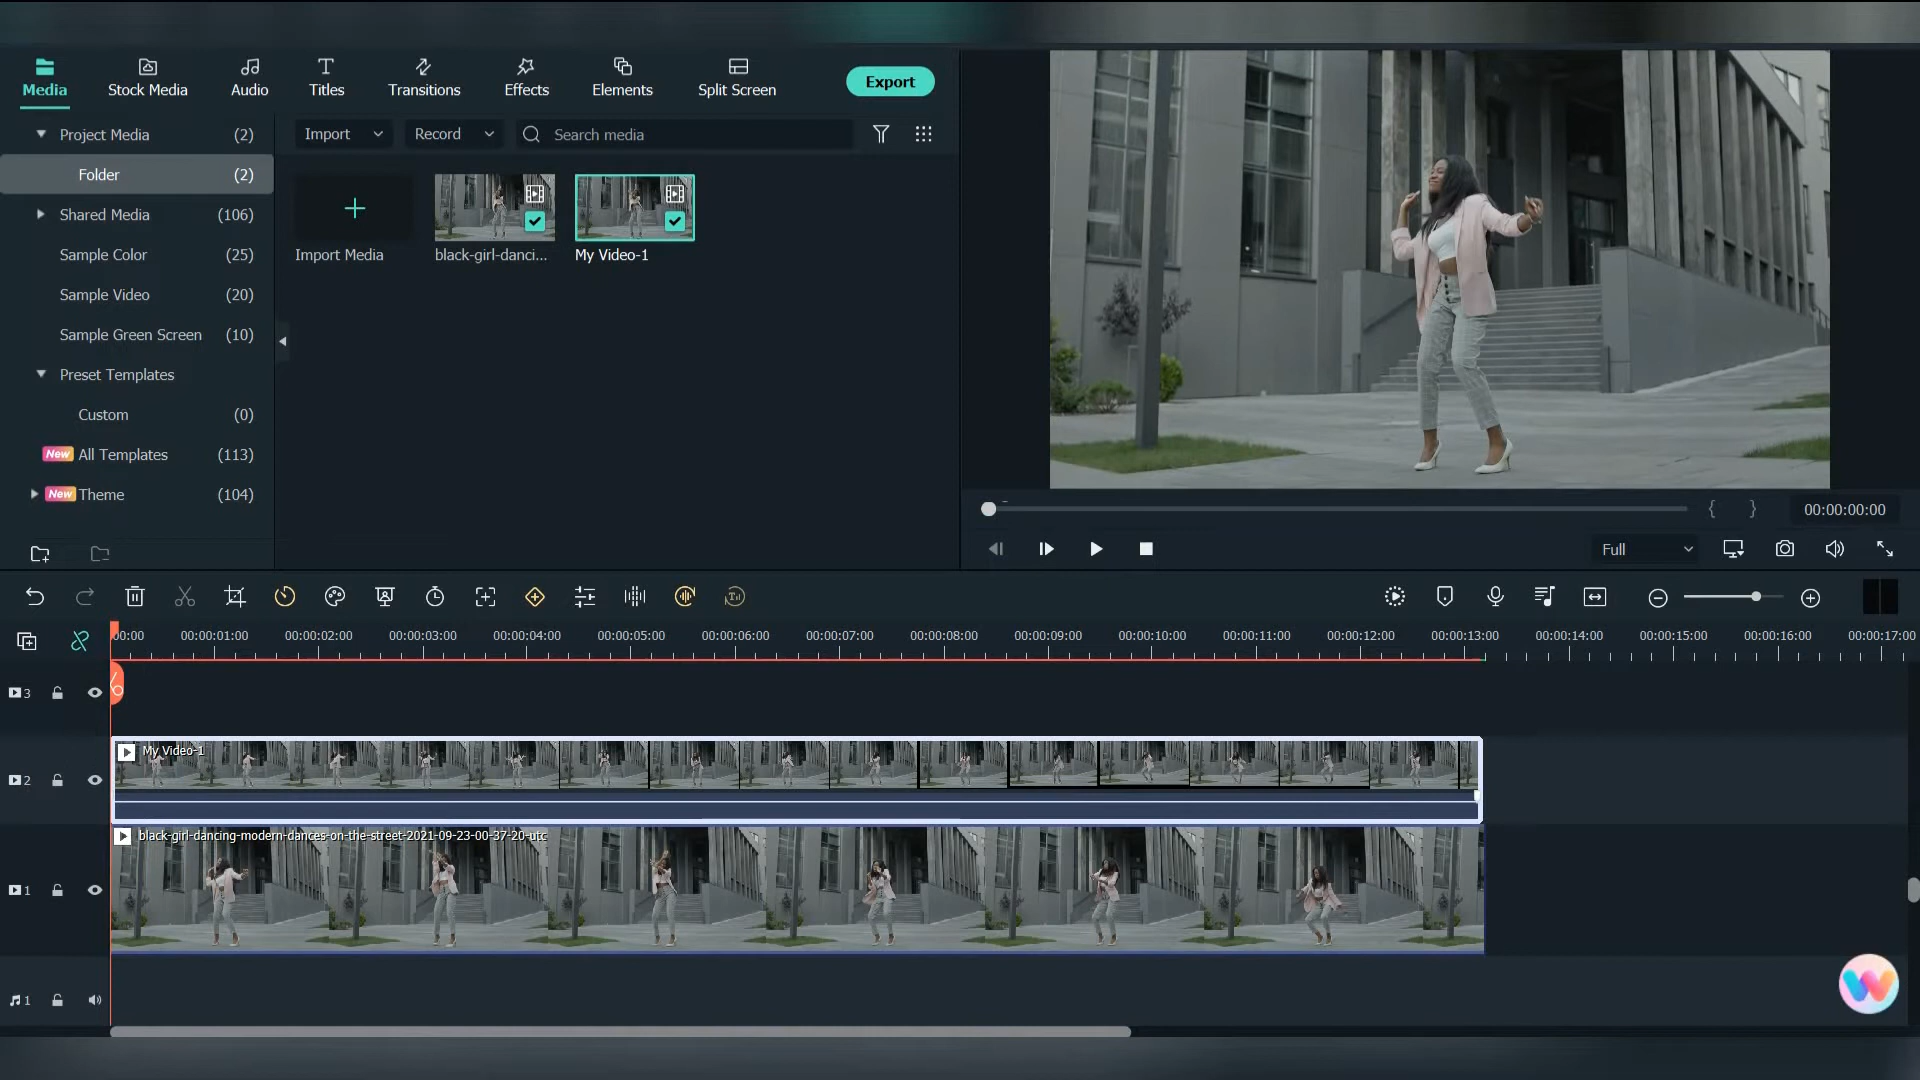 Media
Stock Media
Audio
Titles
Transitions
Effects
Elements
Split Screen
Export
Project Media (2)
Folder (2)
Shared Media (106)
Sample Color (25)
Sample Video (20)
Sample Green Screen (10)
Preset Templates
Custom (0)
New All Templates (113)
New Theme (104)
Import
Record
Search media
Import Media
black-girl-danci...
My Video-1
{ }
00:00:00:00
Full
00:00 00:00:01:00 00:00:02:00 00:00:03:00 00:00:04:00 00:00:05:00 00:00:06:00 00:00:07:00 00:00:08:00 00:00:09:00 00:00:10:00 00:00:11:00 00:00:12:00 00:00:13:00 00:00:14:00 00:00:15:00 00:00:16:00 00:00:17:00
3
2
My Video-1
1
black-girl-dancing-modern-dances-on-the-street-2021-09-23-00-37-20-utc
1